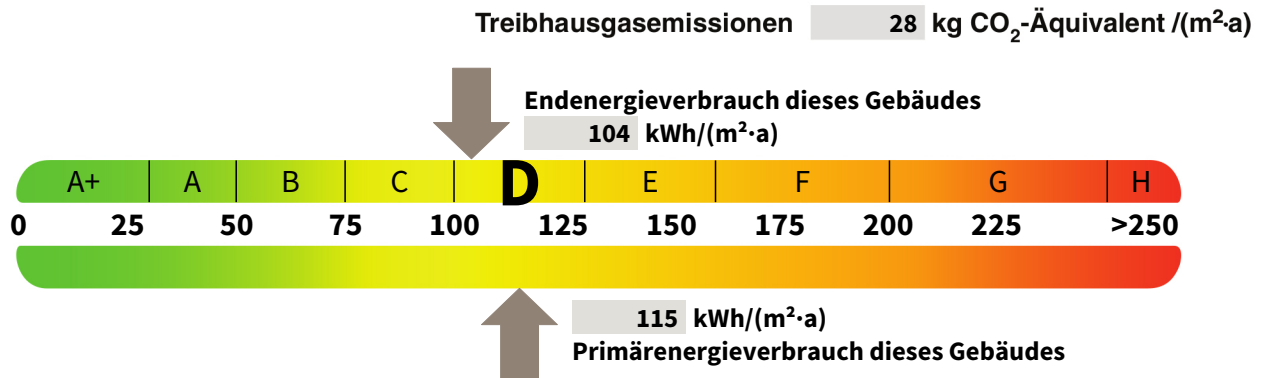 Treibhausgasemissionen 28 kg CO₂-Äquivalent /(m²·a)
Endenergieverbrauch dieses Gebäudes
104 kWh/(m²·a)
A+ A B C D E F G H
0 25 50 75 100 125 150 175 200 225 >250
115 kWh/(m²·a)
Primärenergieverbrauch dieses Gebäudes